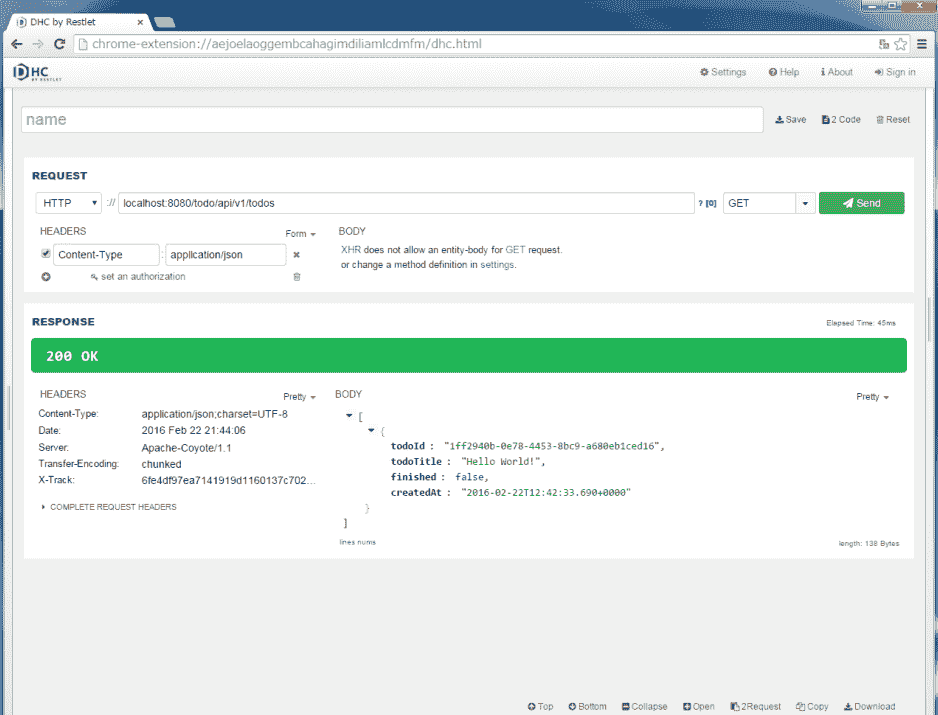 DHC by Restlet
chrome-extension://aejoelaoggembcahagimdiliamlcdmfm/dhc.html
DHC
BY RESTLET
Settings Help About Sign in
name
Save 2 Code Reset
REQUEST
HTTP :// localhost:8080/todo/api/v1/todos ? [0] GET Send
HEADERS Form BODY
Content-Type : application/json
XHR does not allow an entity-body for GET request.
or change a method definition in settings.
set an authorization
RESPONSE
Elapsed Time: 45ms
200 OK
HEADERS Pretty
Content-Type: application/json;charset=UTF-8
Date: 2016 Feb 22 21:44:06
Server: Apache-Coyote/1.1
Transfer-Encoding: chunked
X-Track: 6fe4df97ea7141919d1160137c702...
COMPLETE REQUEST HEADERS
BODY Pretty
[
{
todoId : "1ff2940b-0e78-4453-8bc9-a680eb1ced16",
todoTitle : "Hello World!",
finished : false,
createdAt : "2016-02-22T12:42:33.690+0000"
}
]
lines nums
length: 138 Bytes
Top Bottom Collapse Open 2Request Copy Download